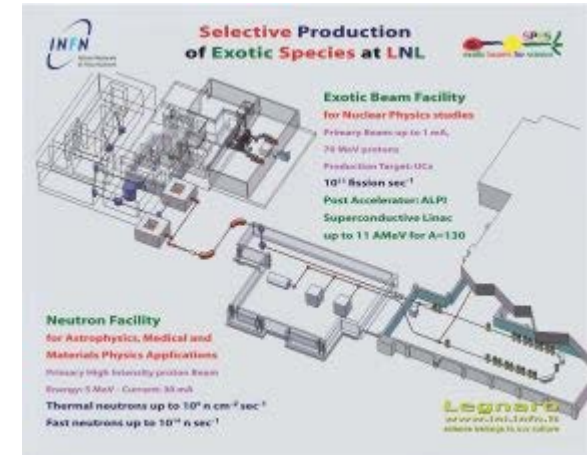 INFN
Selective Production
of Exotic Species at LNL
SPES
exotic beams for science
Exotic Beam Facility
for Nuclear Physics studies
Primary Beam: up to 1 mA,
70 MeV protons
Production Target: UCx
fission sec⁻¹
Post Accelerator: ALPI
Superconductive Linac
up to 11 AMeV for A=130
Neutron Facility
for Astrophysics, Medical and
Materials Physics Applications
Primary High Intensity proton Beam
Energy: 5 MeV - Current: 30 mA
Thermal neutrons up to 10⁹ n cm⁻² sec⁻¹
Fast neutrons up to n sec⁻¹
Legnaro
www.lnl.infn.it